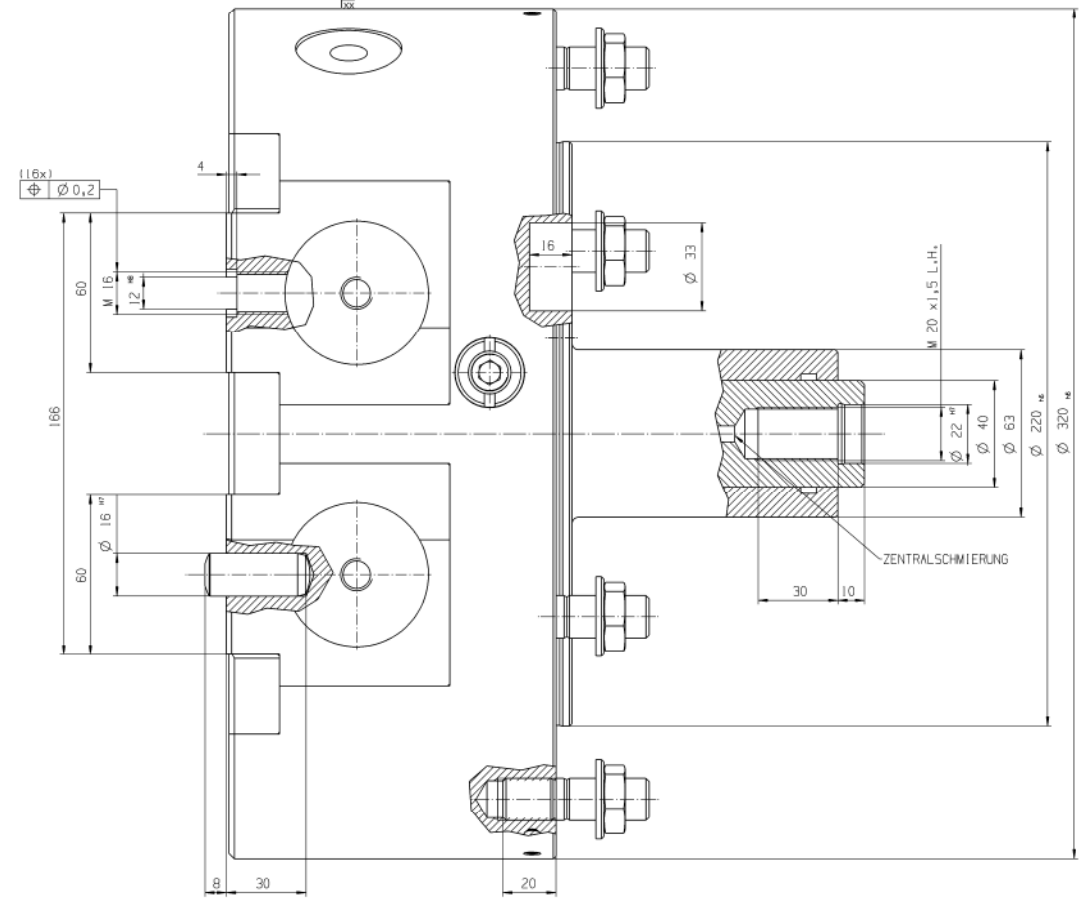 xx
4
(16x)
⌖ Ø 0,2
60
M 16
12 H8
166
16
Ø 33
M 20 x1,5 L.H.
Ø 22 H7
Ø 40
Ø 63
Ø 220 h6
Ø 320 h6
Ø 16 H7
60
ZENTRALSCHMIERUNG
30
10
8
30
20